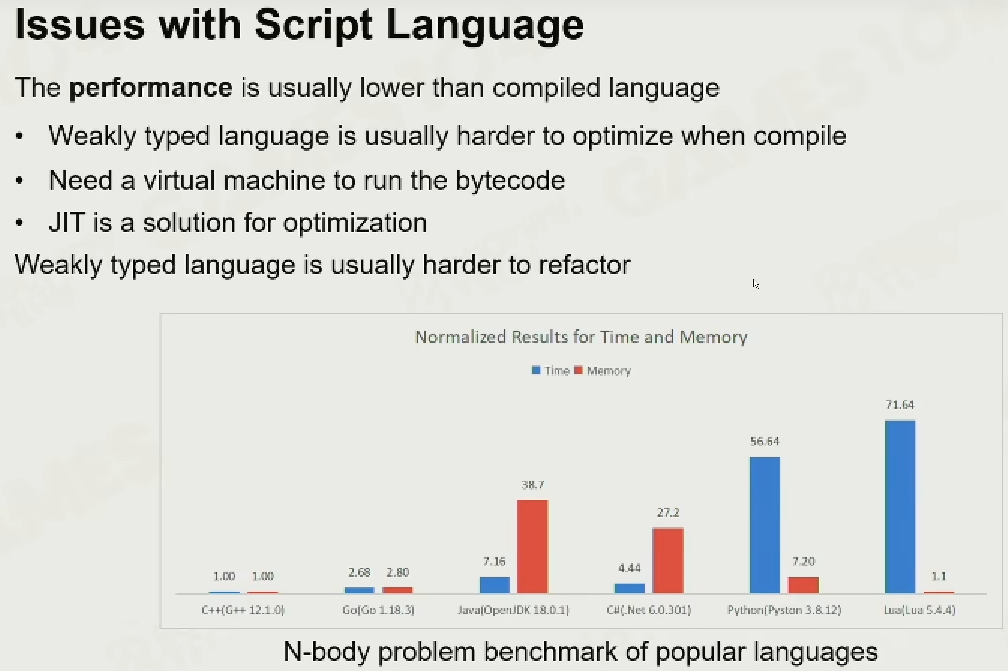 Issues with Script Language
The performance is usually lower than compiled language
• Weakly typed language is usually harder to optimize when compile
• Need a virtual machine to run the bytecode
• JIT is a solution for optimization
Weakly typed language is usually harder to refactor
Normalized Results for Time and Memory
Time Memory
71.64
56.64
38.7
27.2
7.16
7.20
4.44
2.68 2.80
1.00 1.00
1.1
C++(G++ 12.1.0) Go(Go 1.18.3) Java(OpenJDK 18.0.1) C#(.Net 6.0.301) Python(Pyston 3.8.12) Lua(Lua 5.4.4)
N-body problem benchmark of popular languages